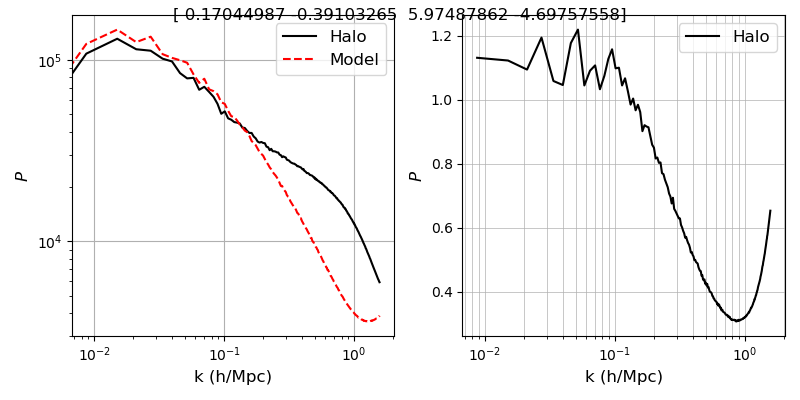 [ 0.17044987 -0.39103265  5.97487862 -4.69757558]
Halo
Model
10^5
10^4
P
10^-2
10^-1
10^0
k (h/Mpc)
Halo
1.2
1.0
0.8
0.6
0.4
P
10^-2
10^-1
10^0
k (h/Mpc)